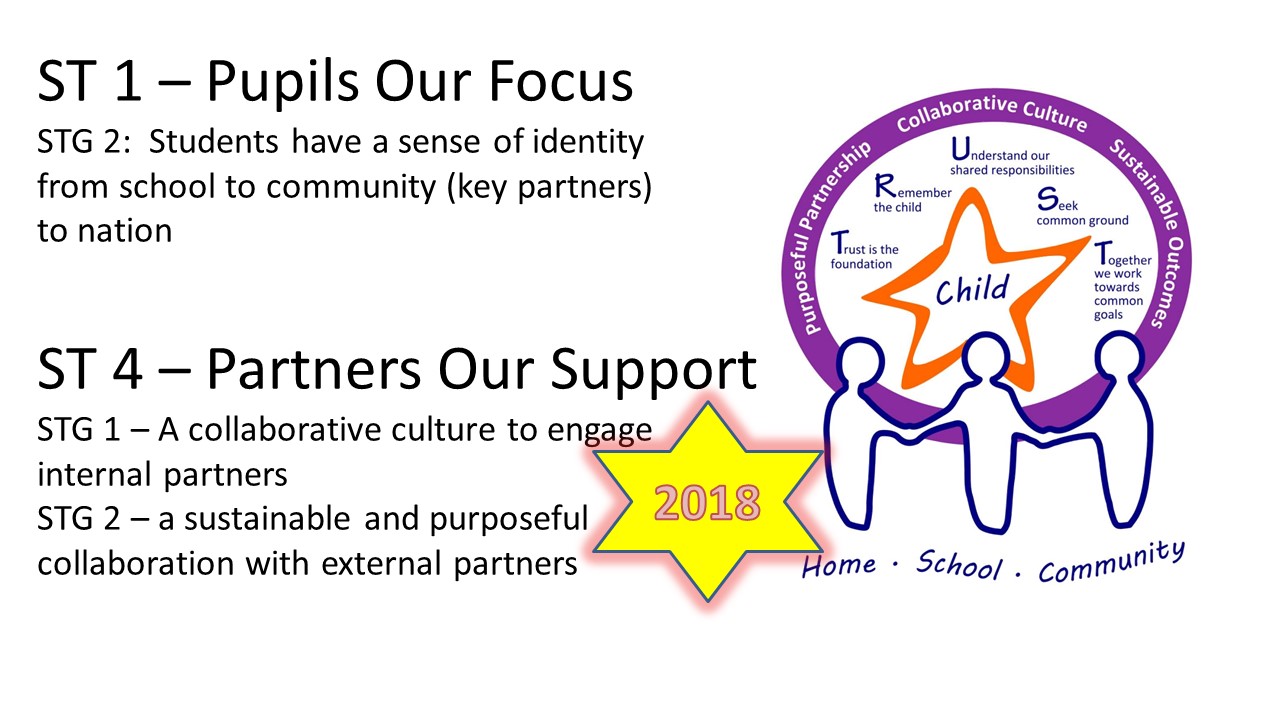 ST 1 – Pupils Our Focus
STG 2:  Students have a sense of identity
from school to community (key partners)
to nation
ST 4 – Partners Our Support
STG 1 – A collaborative culture to engage
internal partners
STG 2 – a sustainable and purposeful
collaboration with external partners
2018
Purposeful Partnership
Collaborative Culture
Sustainable Outcomes
Trust is the
foundation
Remember
the child
Understand our
shared responsibilities
Seek
common ground
Together
we work
towards
common
goals
Child
Home · School · Community